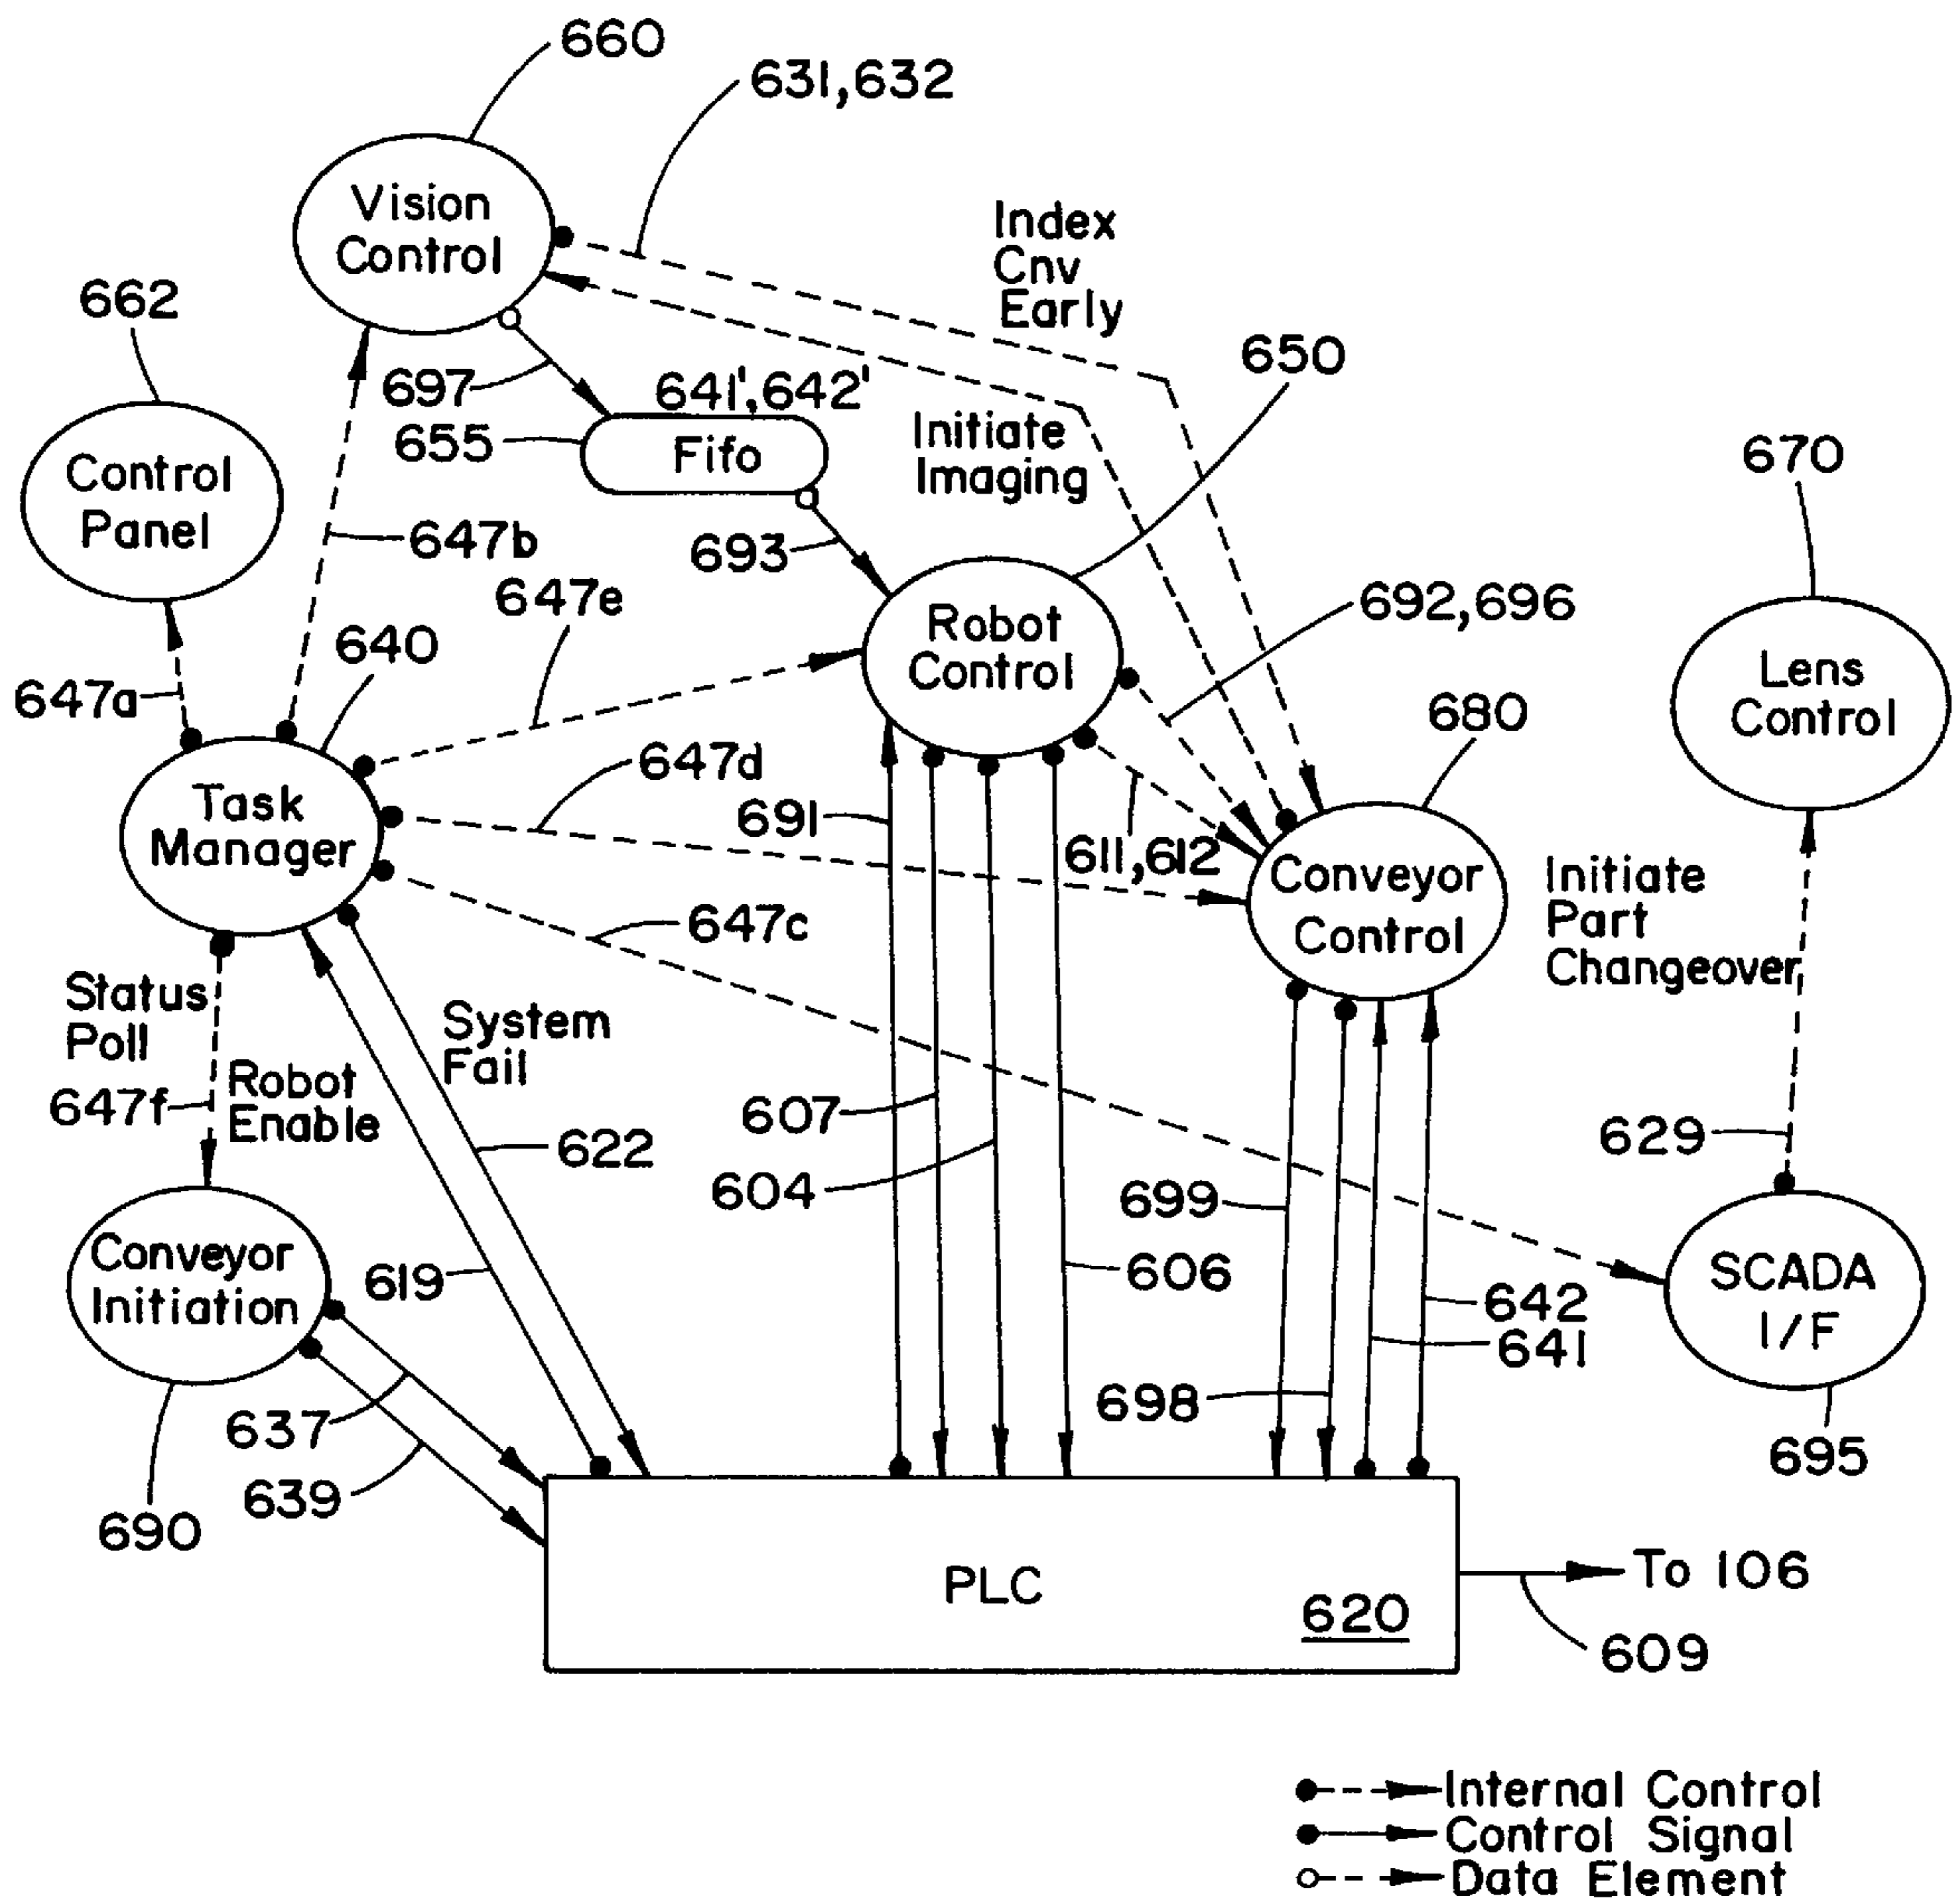 660
631,632
Vision
Control
Index
Cnv
Early
662
650
697
641',642'
655
Fifo
Initiate
Imaging
670
Control
Panel
647b
693
647e
692,696
Robot
Control
640
Lens
Control
647a
680
647d
Task
Manager
691
611,612
Conveyor
Control
Initiate
Part
Changeover
647c
Status
Poll
System
Fail
Robot
Enable
647f
607
629
622
604
699
Conveyor
Initiation
619
606
SCADA
I/F
642
641
698
637
639
695
690
PLC
620
To 106
609
Internal Control
Control Signal
Data Element